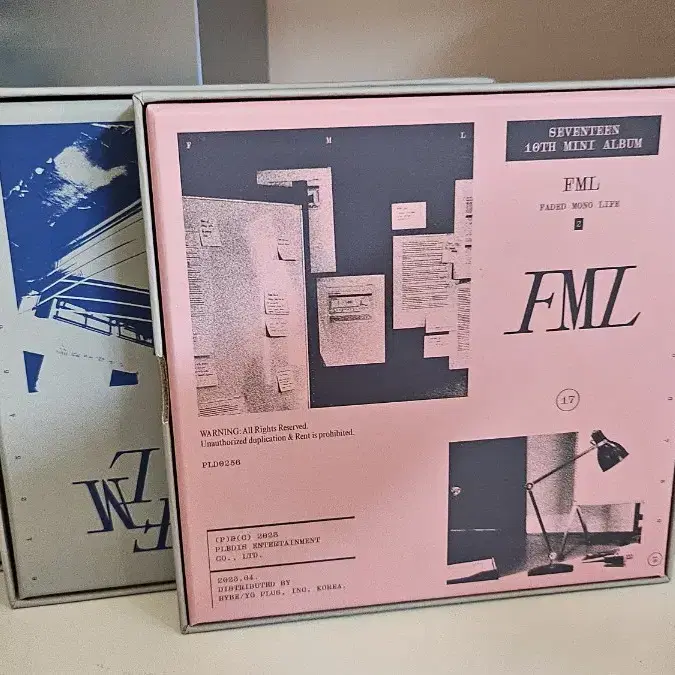 F M L
SEVENTEEN
10TH MINI ALBUM
FML
FADED MONO LIFE
2
FML
17
WARNING: All Rights Reserved.
Unauthorized duplication & Rent is prohibited.
PLD0256
(P)&(C) 2023
PLEDIS ENTERTAINMENT
CO., LTD.
2023.04.
DISTRIBUTED BY
HYBE/YG PLUS, INC. KOREA.
FML